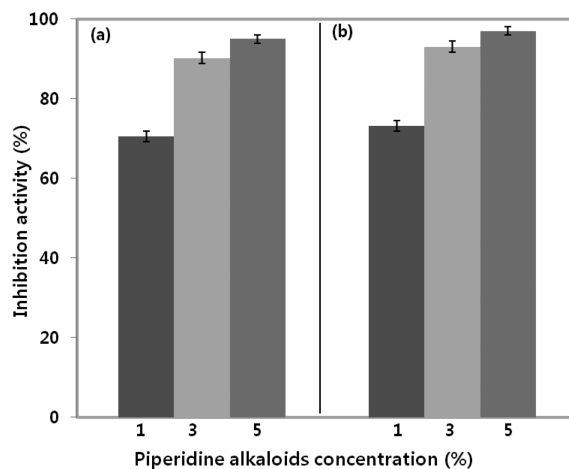 100
80
60
40
20
0
Inhibition activity (%)
(a)
(b)
1 3 5 1 3 5
Piperidine alkaloids concentration (%)